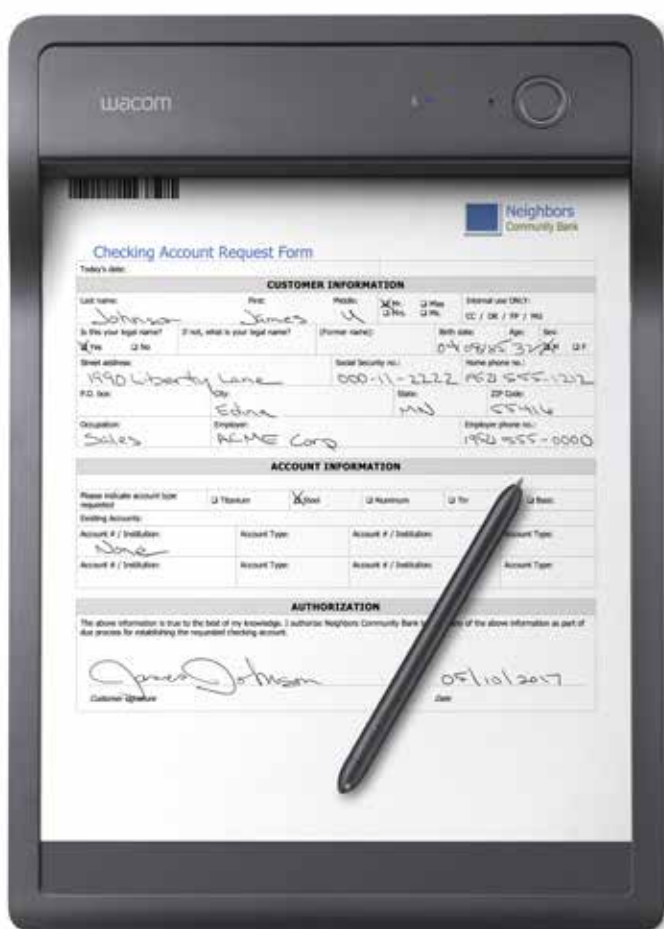 wacom
Neighbors
Community Bank
Checking Account Request Form
Today's date:
CUSTOMER INFORMATION
Last name: First: Middle: Mr. Miss Internal use ONLY:
Johnson James Mrs. Ms. CC / DR / FP / MG
Is this your legal name? If not, what is your legal name? (Former name): Birth date: Age: Sex:
Yes No 04/08/85 32 M F
Street address: Social Security no.: Home phone no.:
1990 Liberty Lane 000-11-2222 (952) 555-1212
P.O. box: City: State: ZIP Code:
Edina MN 55416
Occupation: Employer: Employer phone no.:
Sales ACME Corp (952) 555-0000
ACCOUNT INFORMATION
Please indicate account type
requested Titanium Steel Aluminum Tin Basic
Existing Accounts:
Account # / Institution: Account Type: Account # / Institution: Account Type:
None
Account # / Institution: Account Type: Account # / Institution: Account Type:
AUTHORIZATION
The above information is true to the best of my knowledge. I authorize Neighbors Community Bank of the above information as part of
due process for establishing the requested checking account.
James Johnson 05/10/2017
Customer signature Date